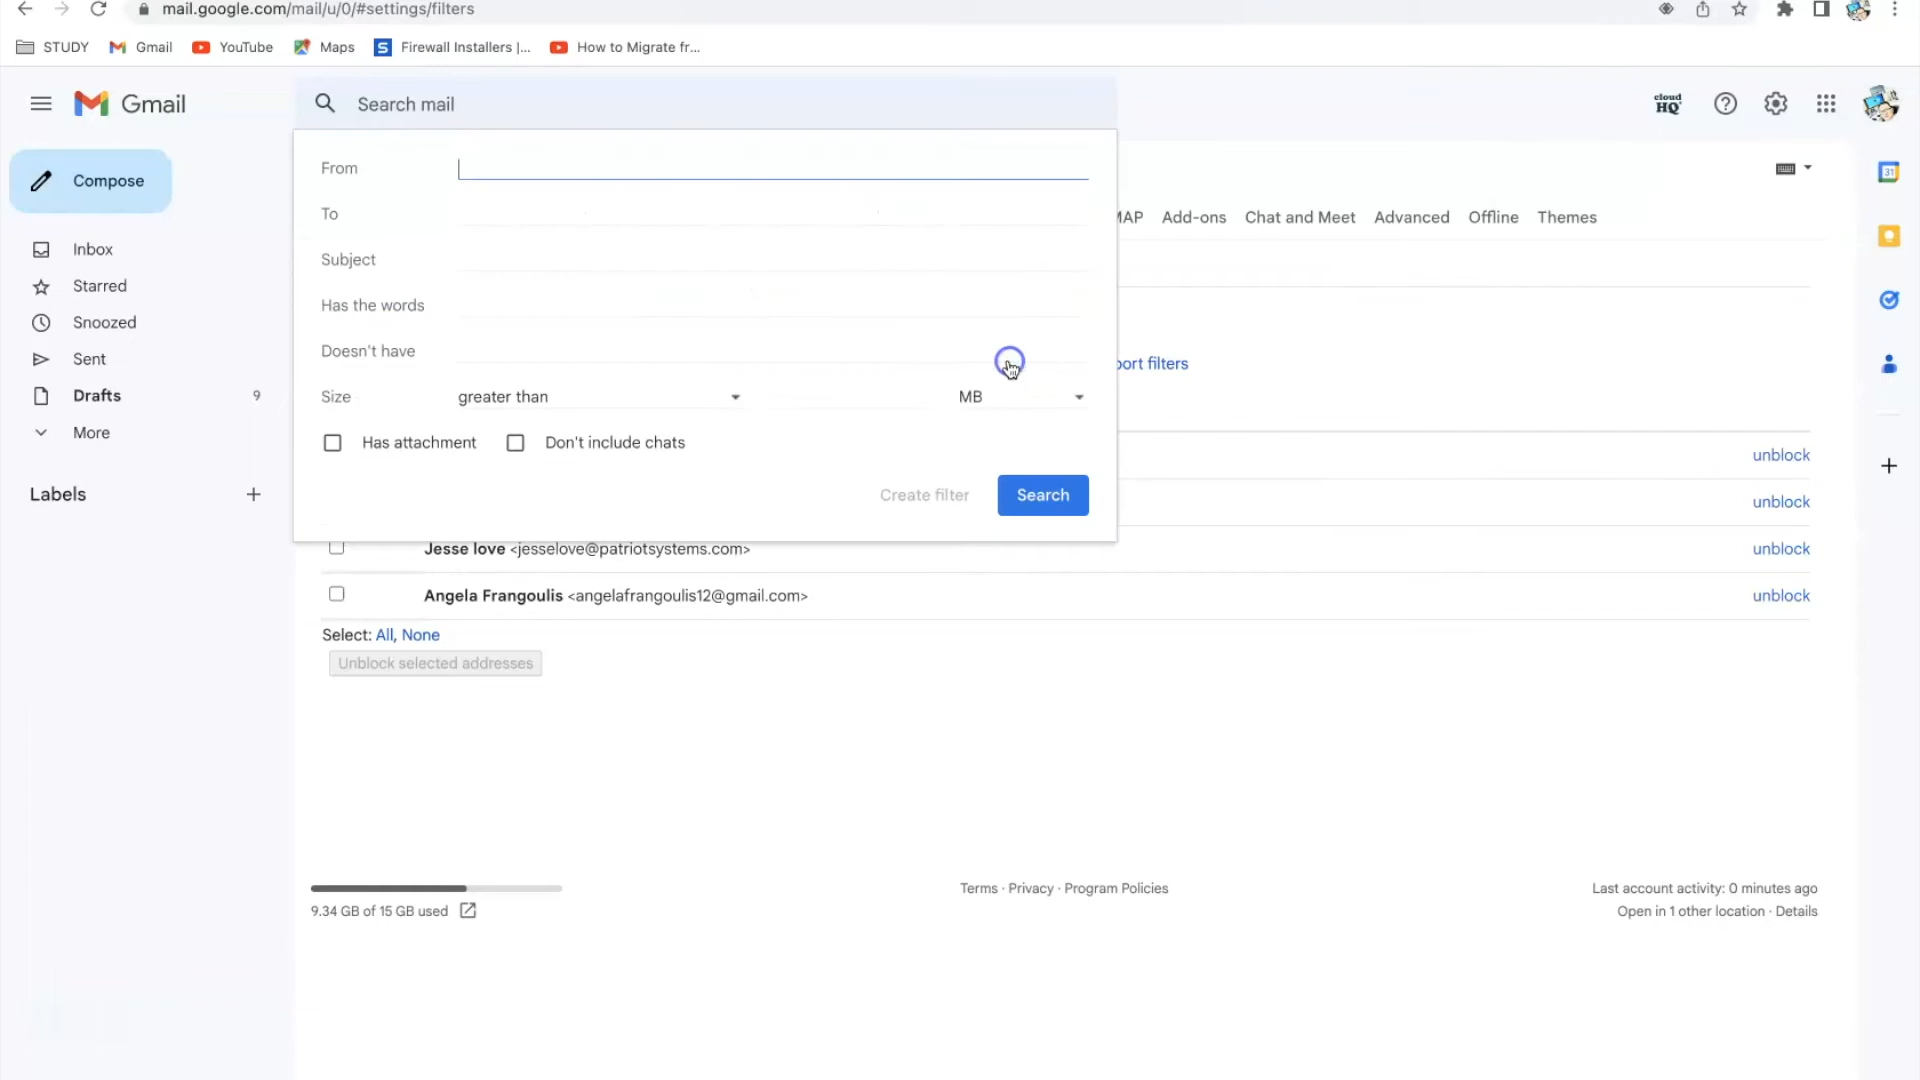 mail.google.com/mail/u/0/#settings/filters
STUDY Gmail YouTube Maps S Firewall Installers |... How to Migrate fr...
Gmail
Search mail
cloud HQ
Compose
From
31
To
MAP Add-ons Chat and Meet Advanced Offline Themes
Inbox
Subject
Starred
Has the words
Snoozed
Doesn't have
Sent
port filters
Drafts 9
Size greater than MB
More
Has attachment Don't include chats
unblock
Labels
Create filter Search
unblock
Jesse love <jesselove@patriotsystems.com> unblock
Angela Frangoulis <angelafrangoulis12@gmail.com> unblock
Select: All, None
Unblock selected addresses
Terms · Privacy · Program Policies
Last account activity: 0 minutes ago
9.34 GB of 15 GB used
Open in 1 other location · Details